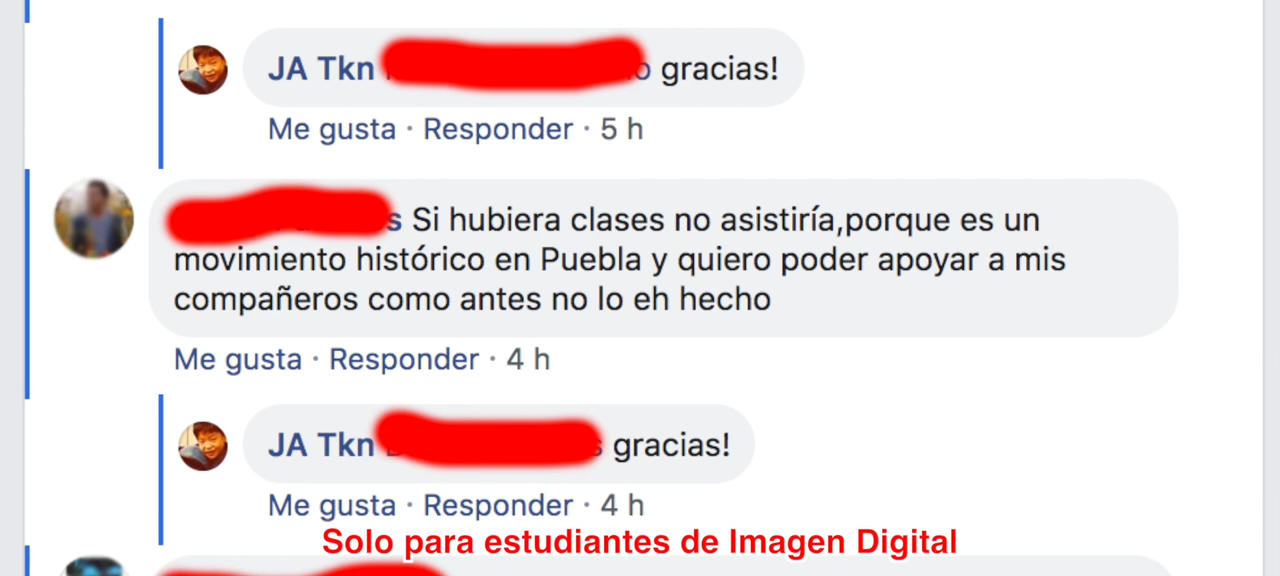 JA Tkn gracias!
Me gusta · Responder · 5 h
Si hubiera clases no asistiría,porque es un
movimiento histórico en Puebla y quiero poder apoyar a mis
compañeros como antes no lo eh hecho
Me gusta · Responder · 4 h
JA Tkn gracias!
Me gusta · Responder · 4 h
Solo para estudiantes de Imagen Digital